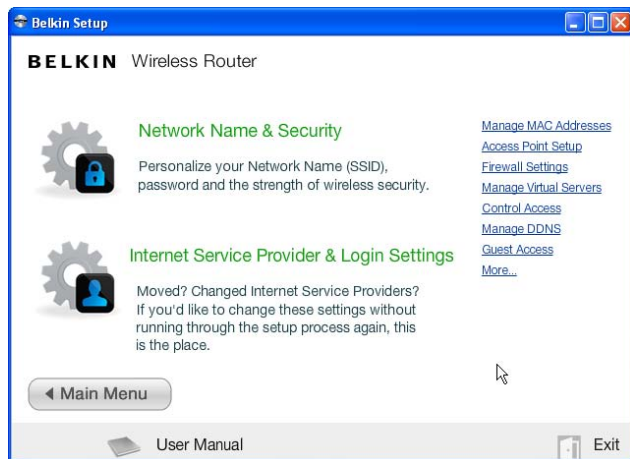 Belkin Setup
BELKIN Wireless Router
Network Name & Security
Personalize your Network Name (SSID),
password and the strength of wireless security.
Internet Service Provider & Login Settings
Moved? Changed Internet Service Providers?
If you'd like to change these settings without
running through the setup process again, this
is the place.
Manage MAC Addresses
Access Point Setup
Firewall Settings
Manage Virtual Servers
Control Access
Manage DDNS
Guest Access
More...
Main Menu
User Manual
Exit